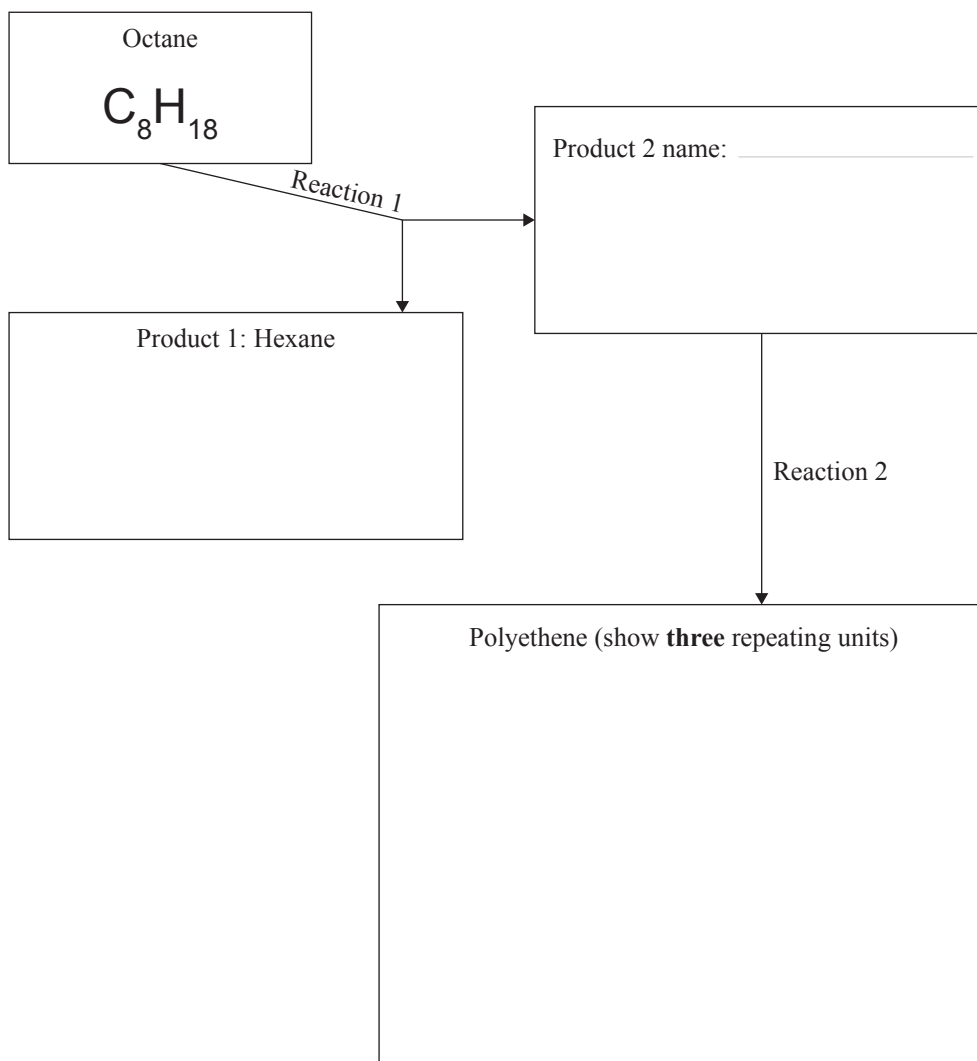 Octane
C₈H₁₈
Reaction 1
Product 2 name:
Product 1: Hexane
Reaction 2
Polyethene (show three repeating units)